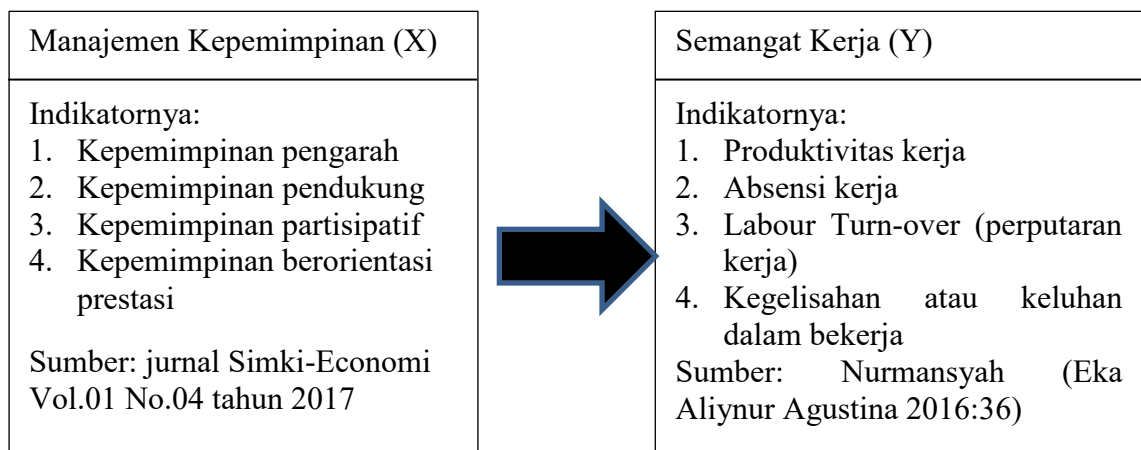 Manajemen Kepemimpinan (X)
Indikatornya:
1. Kepemimpinan pengarah
2. Kepemimpinan pendukung
3. Kepemimpinan partisipatif
4. Kepemimpinan berorientasi
prestasi
Sumber: jurnal Simki-Economi
Vol.01 No.04 tahun 2017
Semangat Kerja (Y)
Indikatornya:
1. Produktivitas kerja
2. Absensi kerja
3. Labour Turn-over (perputaran
kerja)
4. Kegelisahan atau keluhan
dalam bekerja
Sumber: Nurmansyah (Eka
Aliynur Agustina 2016:36)